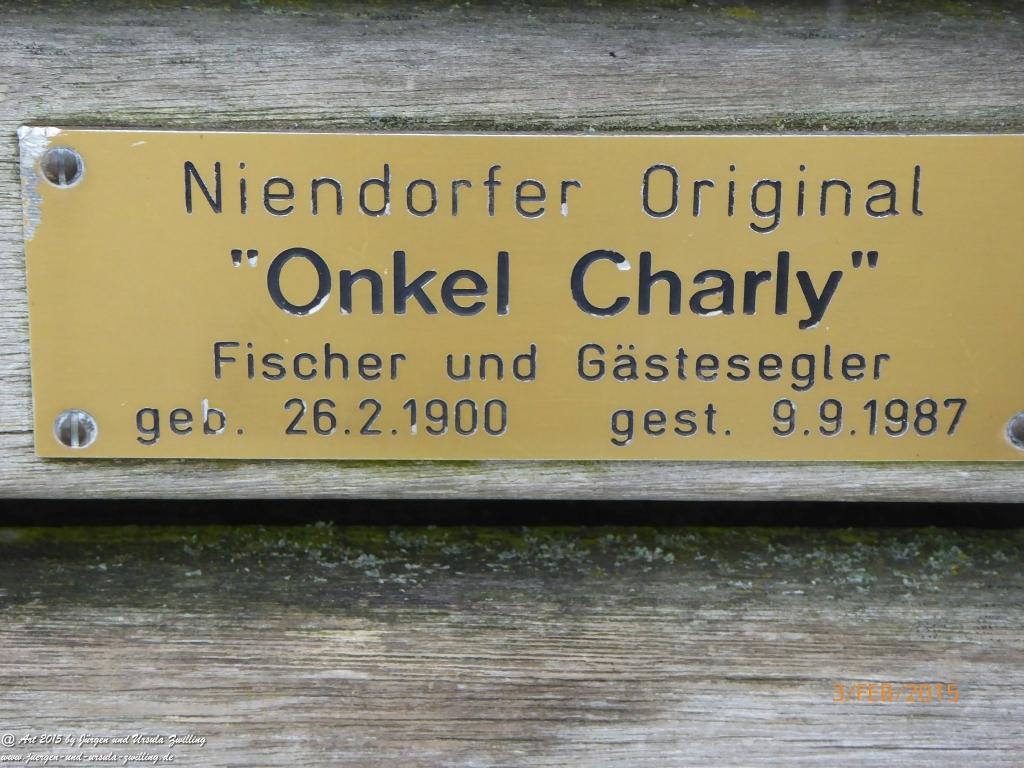 Niendorfer Original
"Onkel Charly"
Fischer und Gästesegler
geb. 26.2.1900 gest. 9.9.1987
3/FEB/2015
@ Art 2015 by Jürgen und Ursula Zwilling
www.juergen-und-ursula-zwilling.de